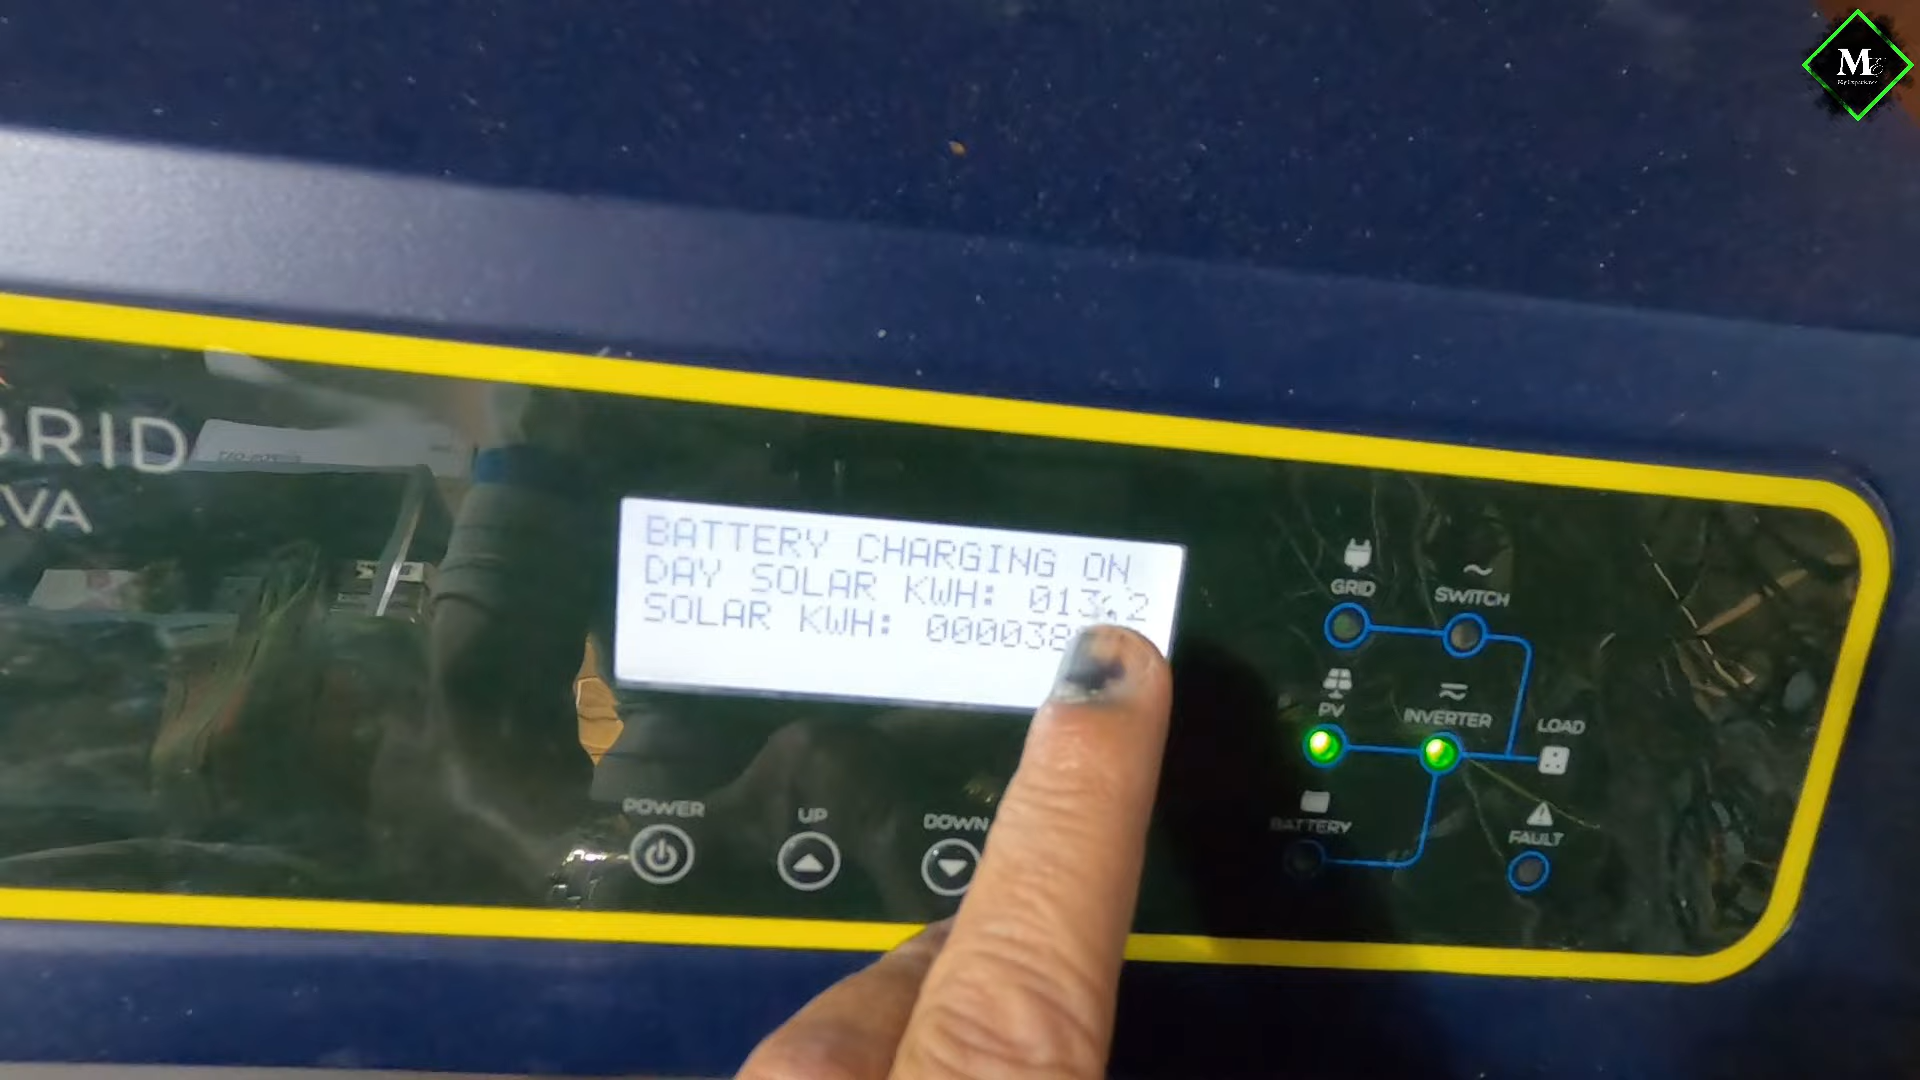 BRID
KVA
BATTERY CHARGING ON
DAY SOLAR KWH:
SOLAR KWH:
POWER
UP
DOWN
GRID
SWITCH
PV
INVERTER
LOAD
BATTERY
FAULT
M